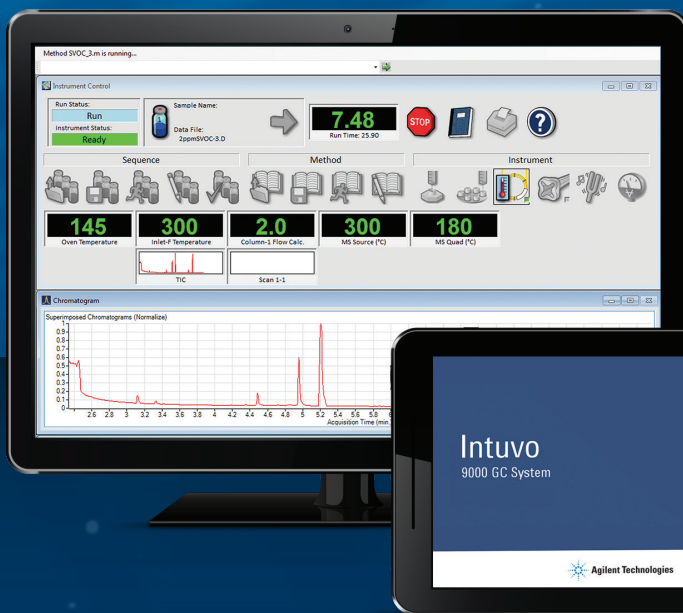 Method SVOC_3.m is running...
Instrument Control
Run Status:
Run
Instrument Status:
Ready
Sample Name:
Data File:
2ppmSVOC-3.D
7.48
Run Time: 25.90
STOP
?
Sequence
Method
Instrument
145
Oven Temperature
300
Inlet-F Temperature
2.0
Column-1 Flow Calc.
300
MS Source (°C)
180
MS Quad (°C)
TIC
Scan 1-1
Chromatogram
Superimposed Chromatograms (Normalize)
1
0.9
0.8
0.7
0.6
0.5
0.4
0.3
0.2
0.1
0
2.6 2.8 3 3.2 3.4 3.6 3.8 4 4.2 4.4 4.6 4.8 5 5.2 5.4 5.6 5.8
Acquisition Time (min.
Intuvo
9000 GC System
Agilent Technologies